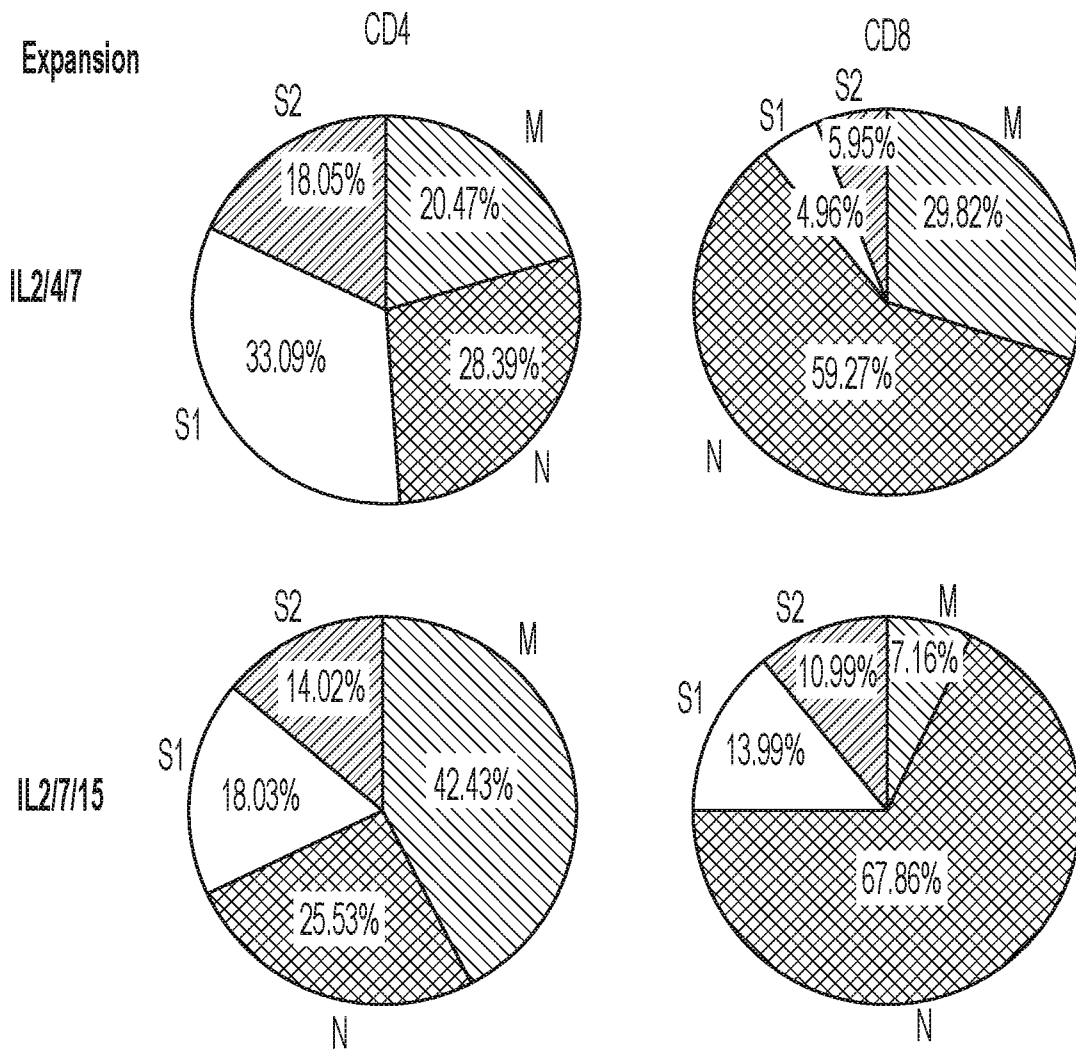 Expansion
CD4
CD8
IL2/4/7
S2
M
18.05%
20.47%
33.09%
28.39%
S1
N
S1
S2
M
5.95%
4.96%
29.82%
59.27%
N
IL2/7/15
S2
M
14.02%
S1
18.03%
42.43%
25.53%
N
S2
M
10.99%
7.16%
S1
13.99%
67.86%
N